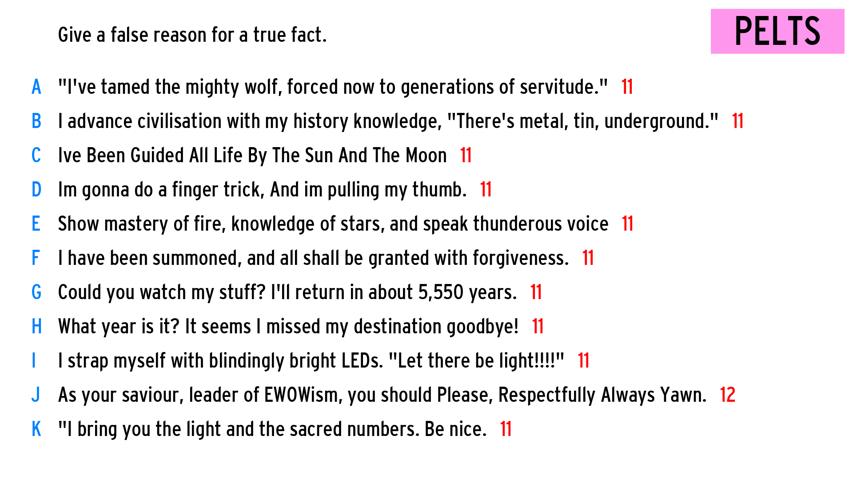 Give a false reason for a true fact.
PELTS
A "I've tamed the mighty wolf, forced now to generations of servitude." 11
B I advance civilisation with my history knowledge, "There's metal, tin, underground." 11
C Ive Been Guided All Life By The Sun And The Moon 11
D Im gonna do a finger trick, And im pulling my thumb. 11
E Show mastery of fire, knowledge of stars, and speak thunderous voice 11
F I have been summoned, and all shall be granted with forgiveness. 11
G Could you watch my stuff? I'll return in about 5,550 years. 11
H What year is it? It seems I missed my destination goodbye! 11
I I strap myself with blindingly bright LEDs. "Let there be light!!!!" 11
J As your saviour, leader of EWOWism, you should Please, Respectfully Always Yawn. 12
K "I bring you the light and the sacred numbers. Be nice. 11